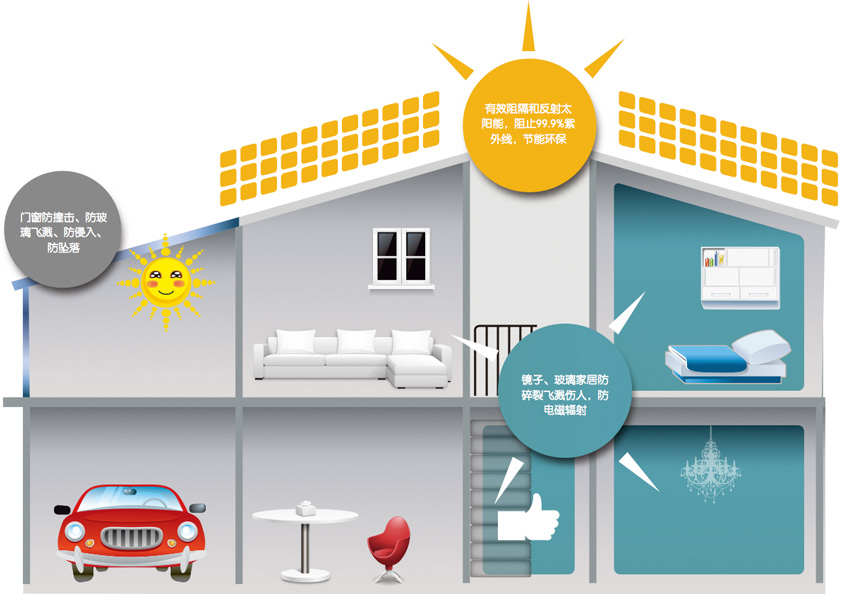 有效阻隔和反射太
阳能，阻止99.9%紫
外线，节能环保
门窗防撞击、防玻
璃飞溅、防侵入、
防坠落
镜子、玻璃家居防
碎裂飞溅伤人，防
电磁辐射